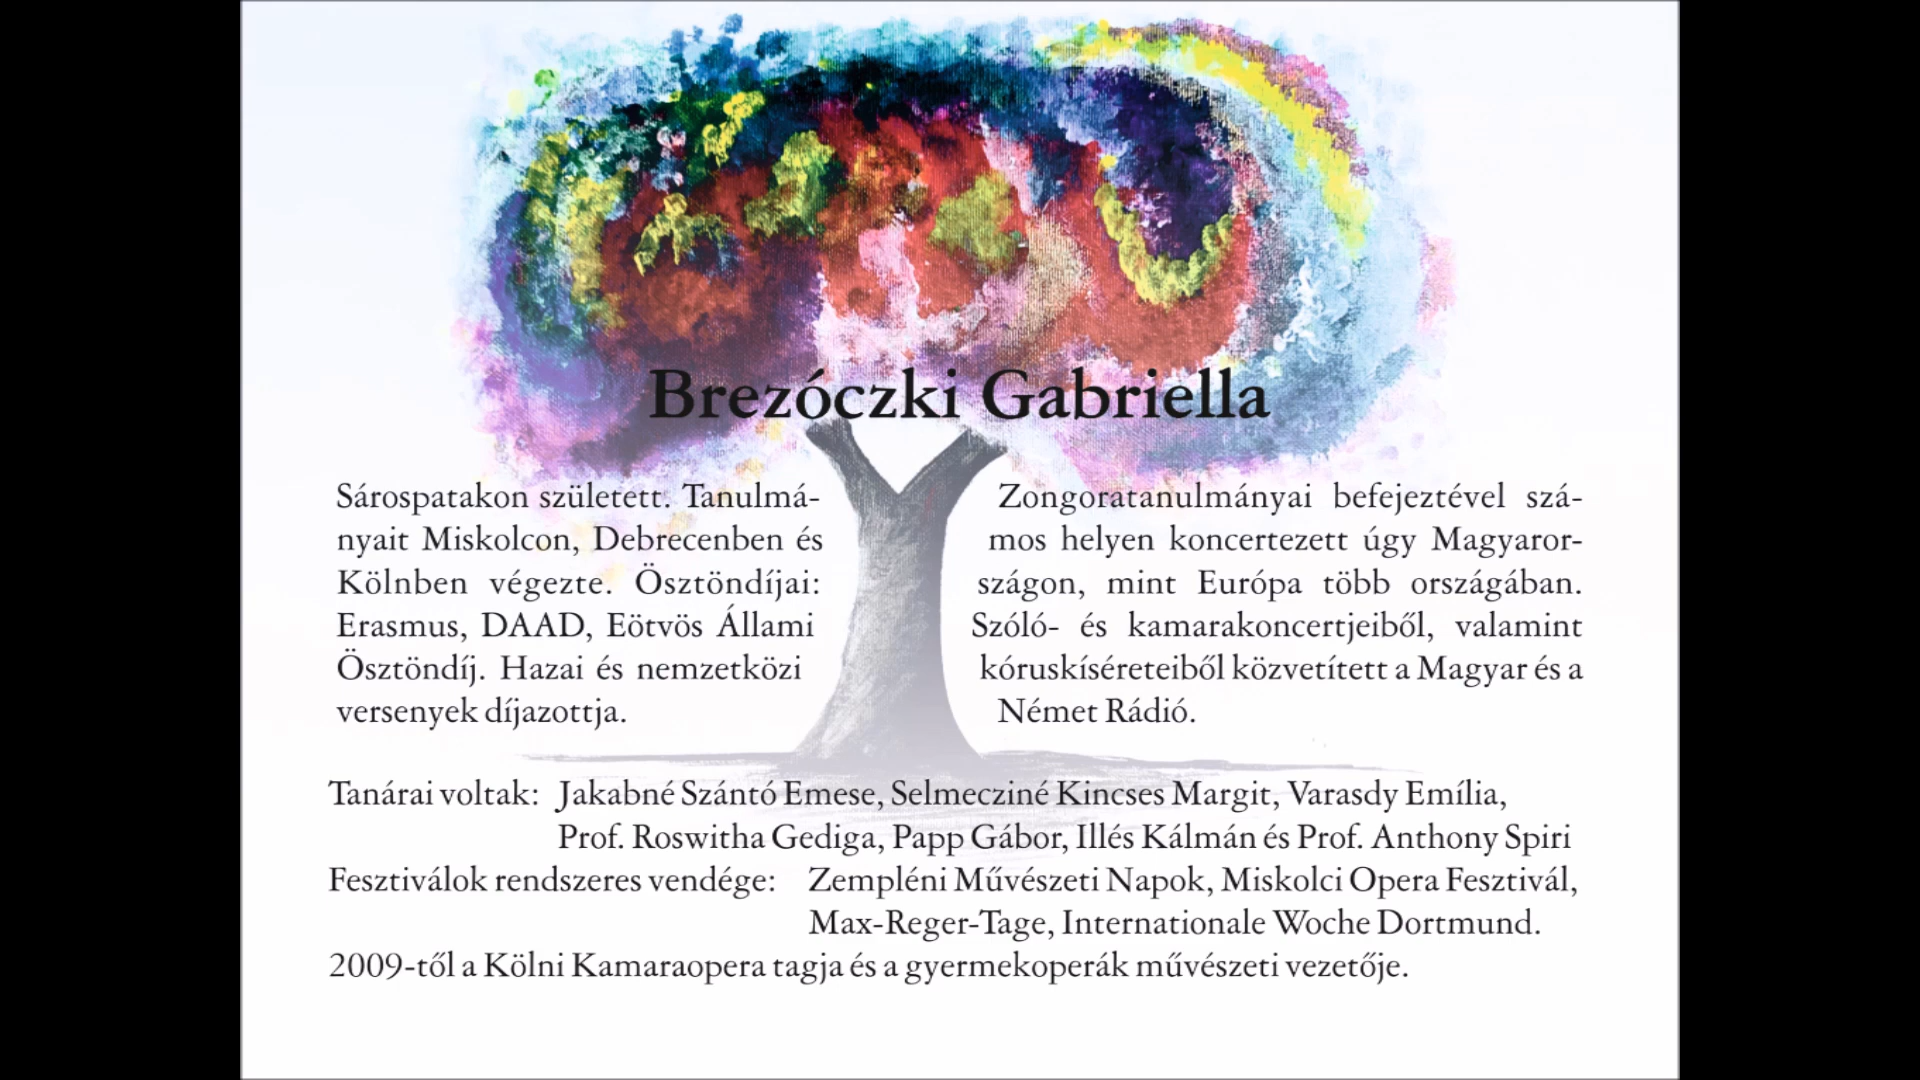 Brezóczki Gabriella
Sárospatakon született. Tanulmá-
nyait Miskolcon, Debrecenben és
Kölnben végezte. Ösztöndíjai:
Erasmus, DAAD, Eötvös Állami
Ösztöndíj. Hazai és nemzetközi
versenyek díjazottja.
Zongoratanulmányai befejeztével szá-
mos helyen koncertezett úgy Magyaror-
szágon, mint Európa több országában.
Szóló- és kamarakoncertjeiből, valamint
kóruskíséreteiből közvetített a Magyar és a
Német Rádió.
Tanárai voltak: Jakabné Szántó Emese, Selmecziné Kincses Margit, Varasdy Emília,
Prof. Roswitha Gediga, Papp Gábor, Illés Kálmán és Prof. Anthony Spiri
Fesztiválok rendszeres vendége: Zempléni Művészeti Napok, Miskolci Opera Fesztivál,
Max-Reger-Tage, Internationale Woche Dortmund.
2009-től a Kölni Kamaraopera tagja és a gyermekoperák művészeti vezetője.